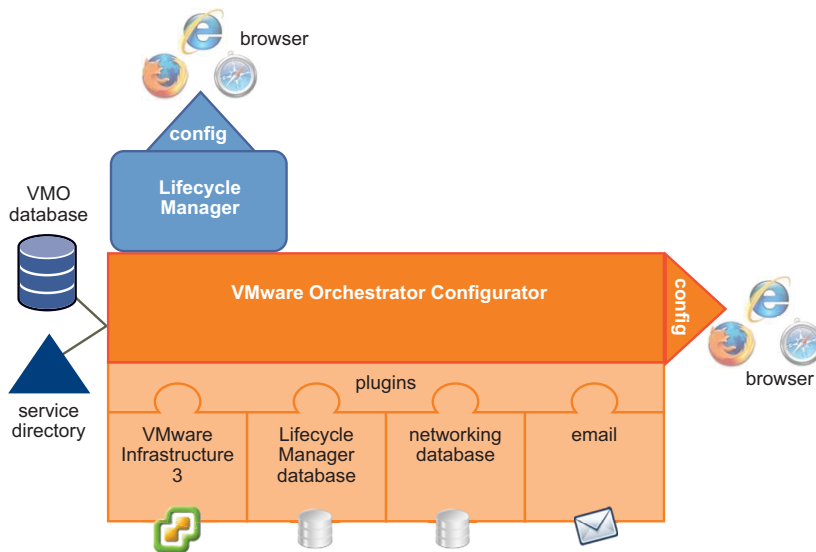 browser
config
Lifecycle
Manager
VMO
database
VMware Orchestrator Configurator
config
browser
service
directory
plugins
VMware
Infrastructure
3
Lifecycle
Manager
database
networking
database
email